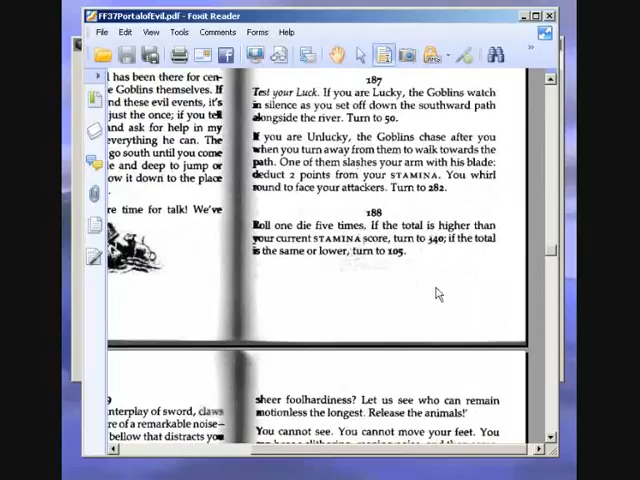 FF37PortalofEvil.pdf - Foxit Reader
File Edit View Tools Comments Forms Help
l has been there for cen-
e Goblins themselves. If
nd these evil events, it's
just the once; if you tell
and ask for help in my
everything he can. The
go south until you come
le and deep to jump or
ow it down to the place
re time for talk! We've
187
Test your Luck. If you are Lucky, the Goblins watch
in silence as you set off down the southward path
alongside the river. Turn to 50.
If you are Unlucky, the Goblins chase after you
when you turn away from them to walk towards the
path. One of them slashes your arm with his blade:
deduct 2 points from your STAMINA. You whirl
round to face your attackers. Turn to 282.
188
Roll one die five times. If the total is higher than
your current STAMINA score, turn to 340; if the total
is the same or lower, turn to 105.
9
nterplay of sword, claws
re of a remarkable noise–
bellow that distracts you
sheer foolhardiness? Let us see who can remain
motionless the longest. Release the animals!'
You cannot see. You cannot move your feet. You